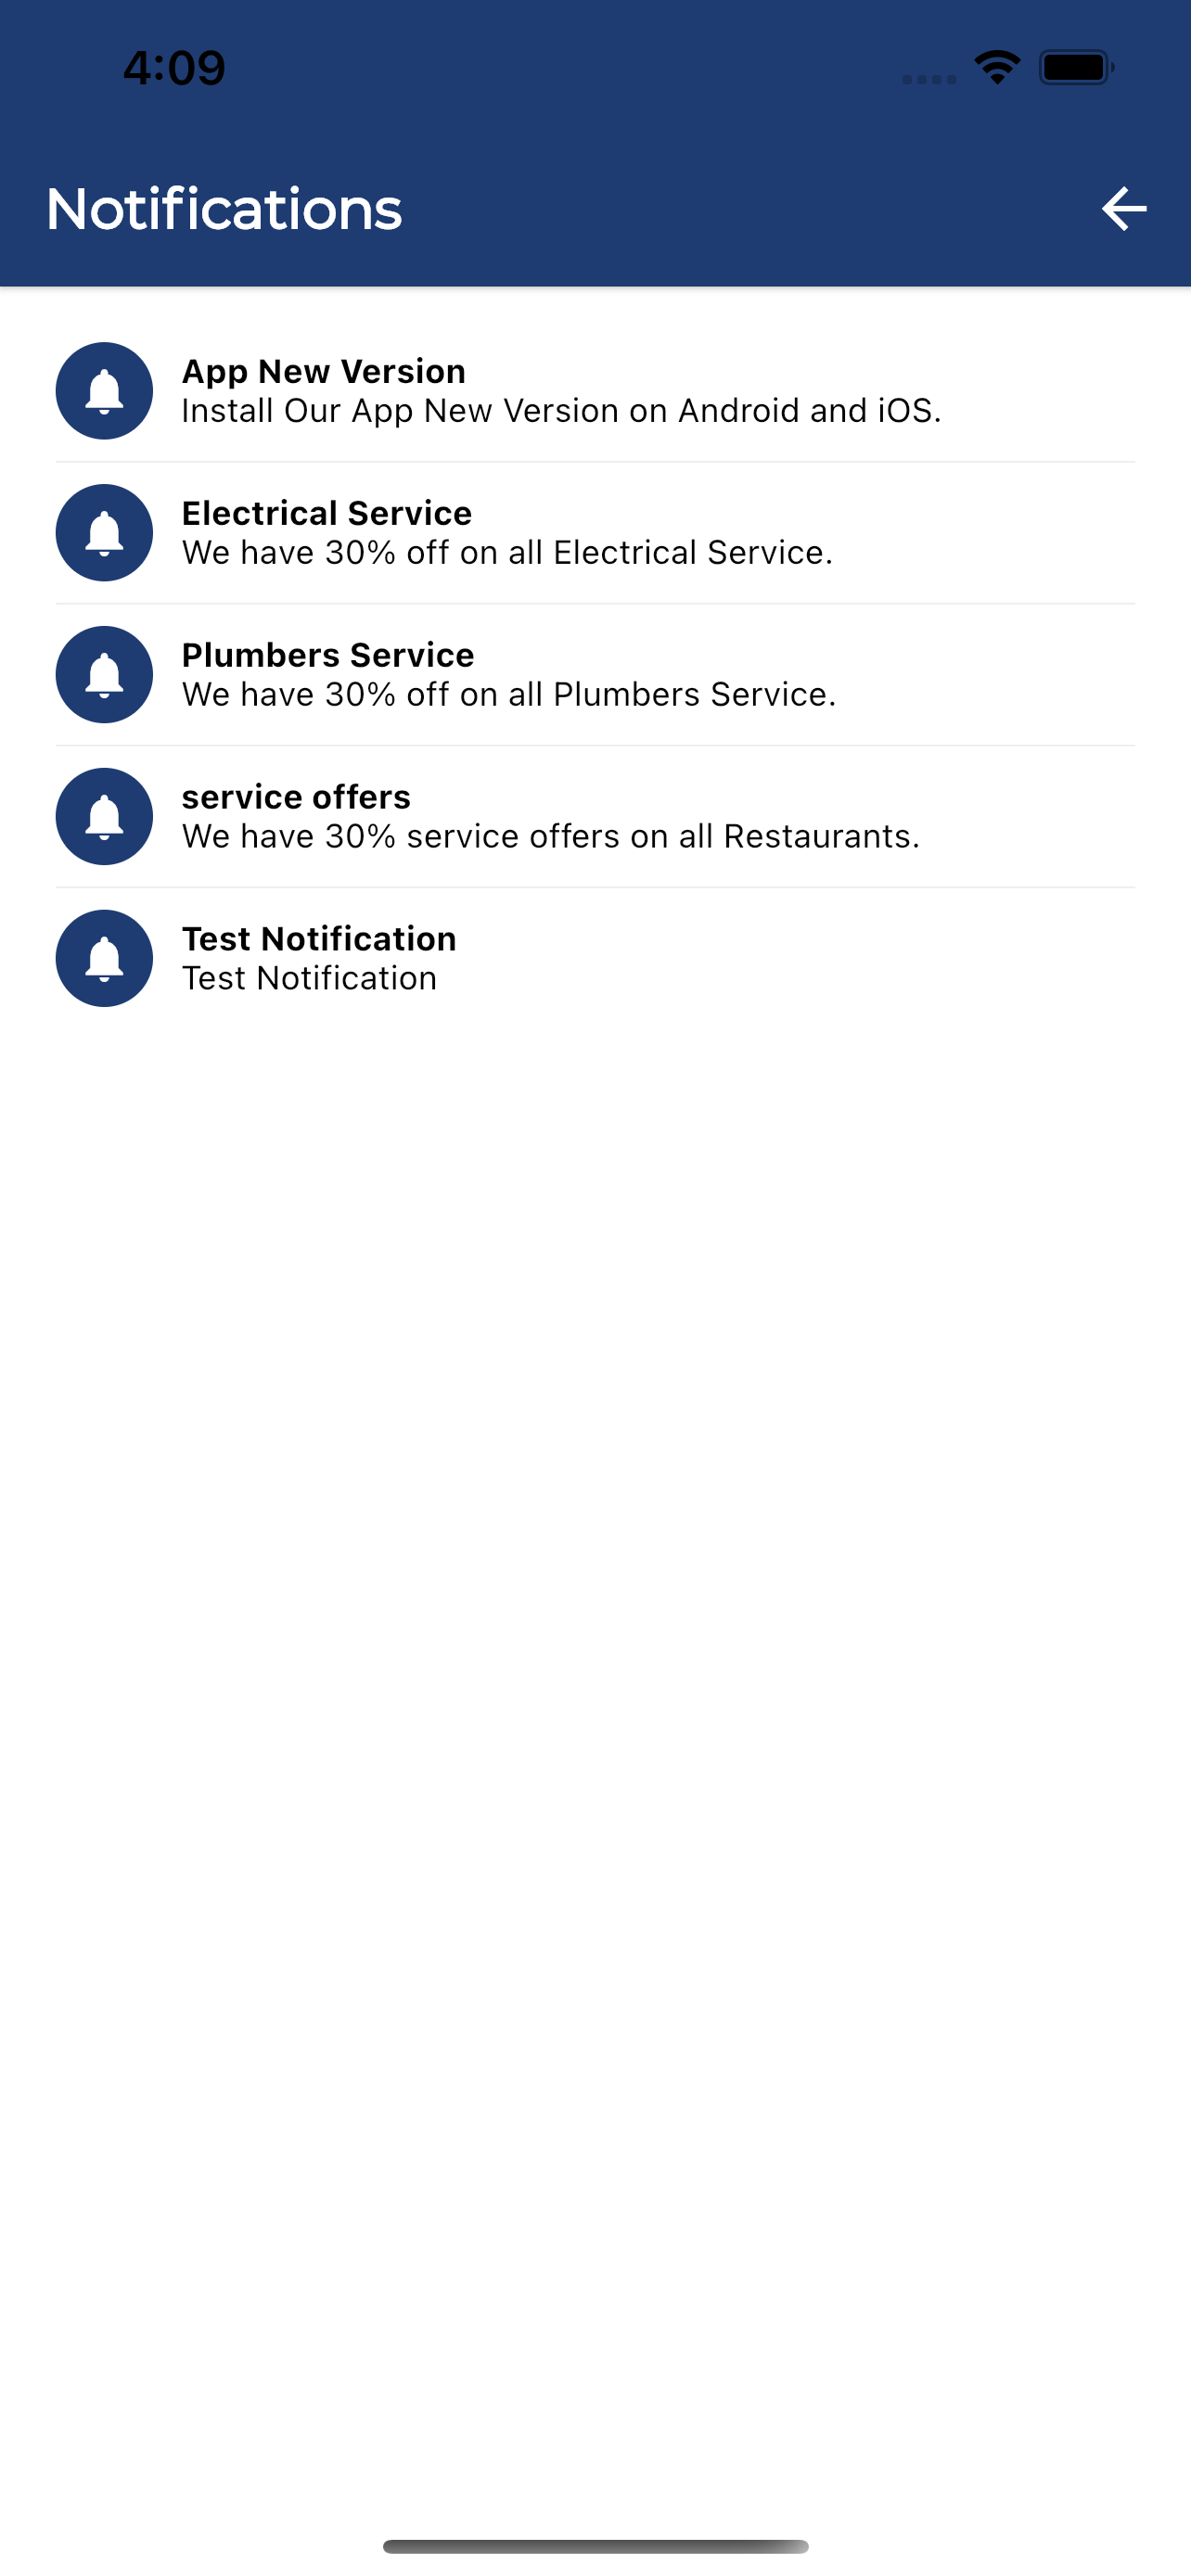 4:09
Notifications
App New Version
Install Our App New Version on Android and iOS.
Electrical Service
We have 30% off on all Electrical Service.
Plumbers Service
We have 30% off on all Plumbers Service.
service offers
We have 30% service offers on all Restaurants.
Test Notification
Test Notification